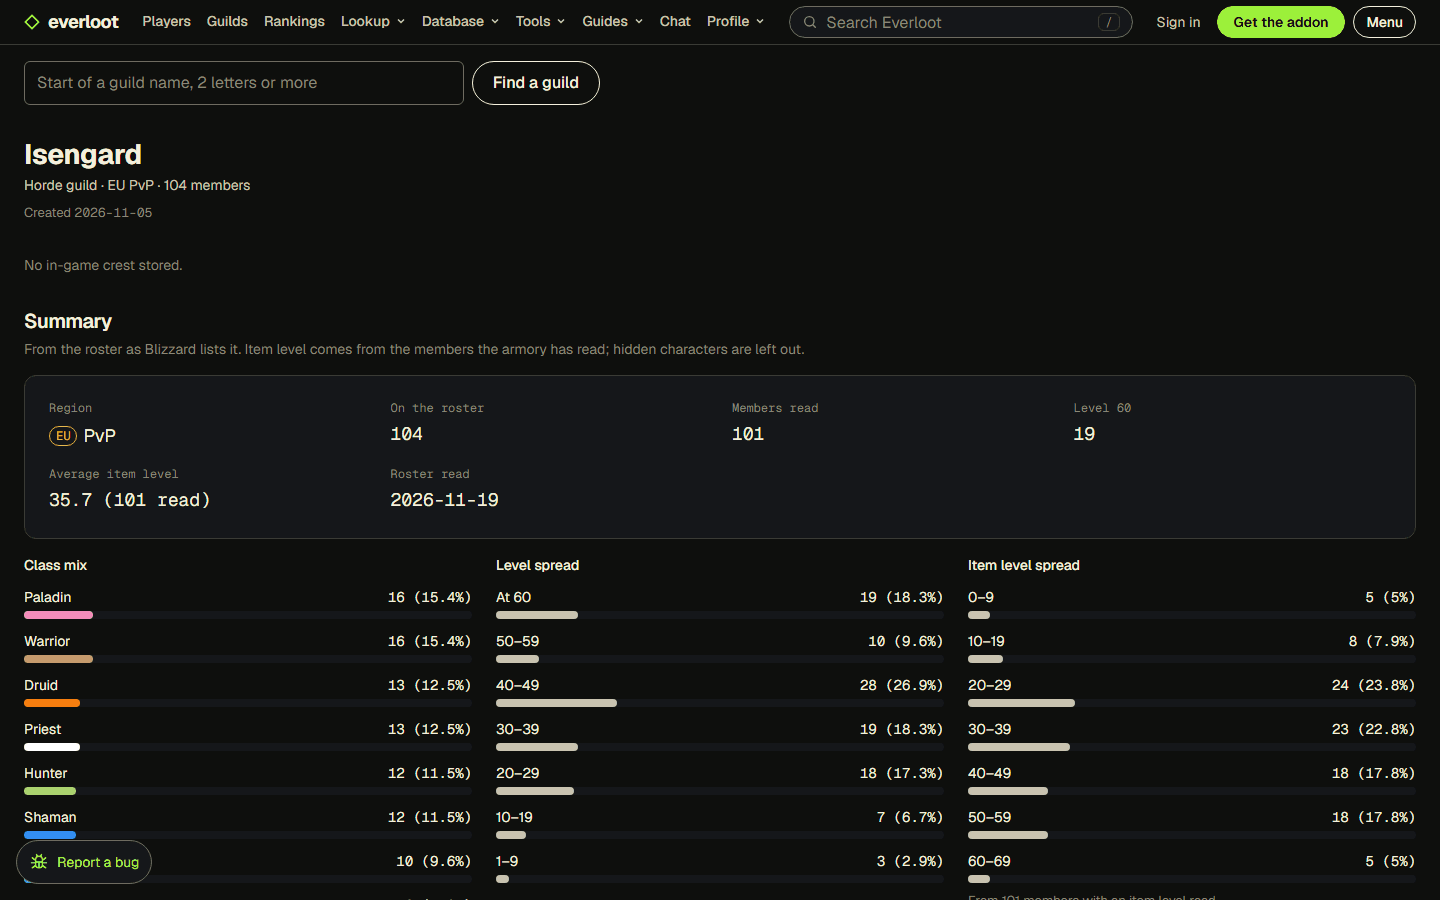 everloot Players Guilds Rankings Lookup Database Tools Guides Chat Profile Search Everloot / Sign in Get the addon Menu
Start of a guild name, 2 letters or more Find a guild
Isengard
Horde guild · EU PvP · 104 members
Created 2026-11-05
No in-game crest stored.
Summary
From the roster as Blizzard lists it. Item level comes from the members the armory has read; hidden characters are left out.
Region On the roster Members read Level 60
EU PvP 104 101 19
Average item level Roster read
35.7 (101 read) 2026-11-19
Class mix Level spread Item level spread
Paladin 16 (15.4%) At 60 19 (18.3%) 0–9 5 (5%)
Warrior 16 (15.4%) 50–59 10 (9.6%) 10–19 8 (7.9%)
Druid 13 (12.5%) 40–49 28 (26.9%) 20–29 24 (23.8%)
Priest 13 (12.5%) 30–39 19 (18.3%) 30–39 23 (22.8%)
Hunter 12 (11.5%) 20–29 18 (17.3%) 40–49 18 (17.8%)
Shaman 12 (11.5%) 10–19 7 (6.7%) 50–59 18 (17.8%)
Report a bug 10 (9.6%) 1–9 3 (2.9%) 60–69 5 (5%)
From 101 members with an item level read